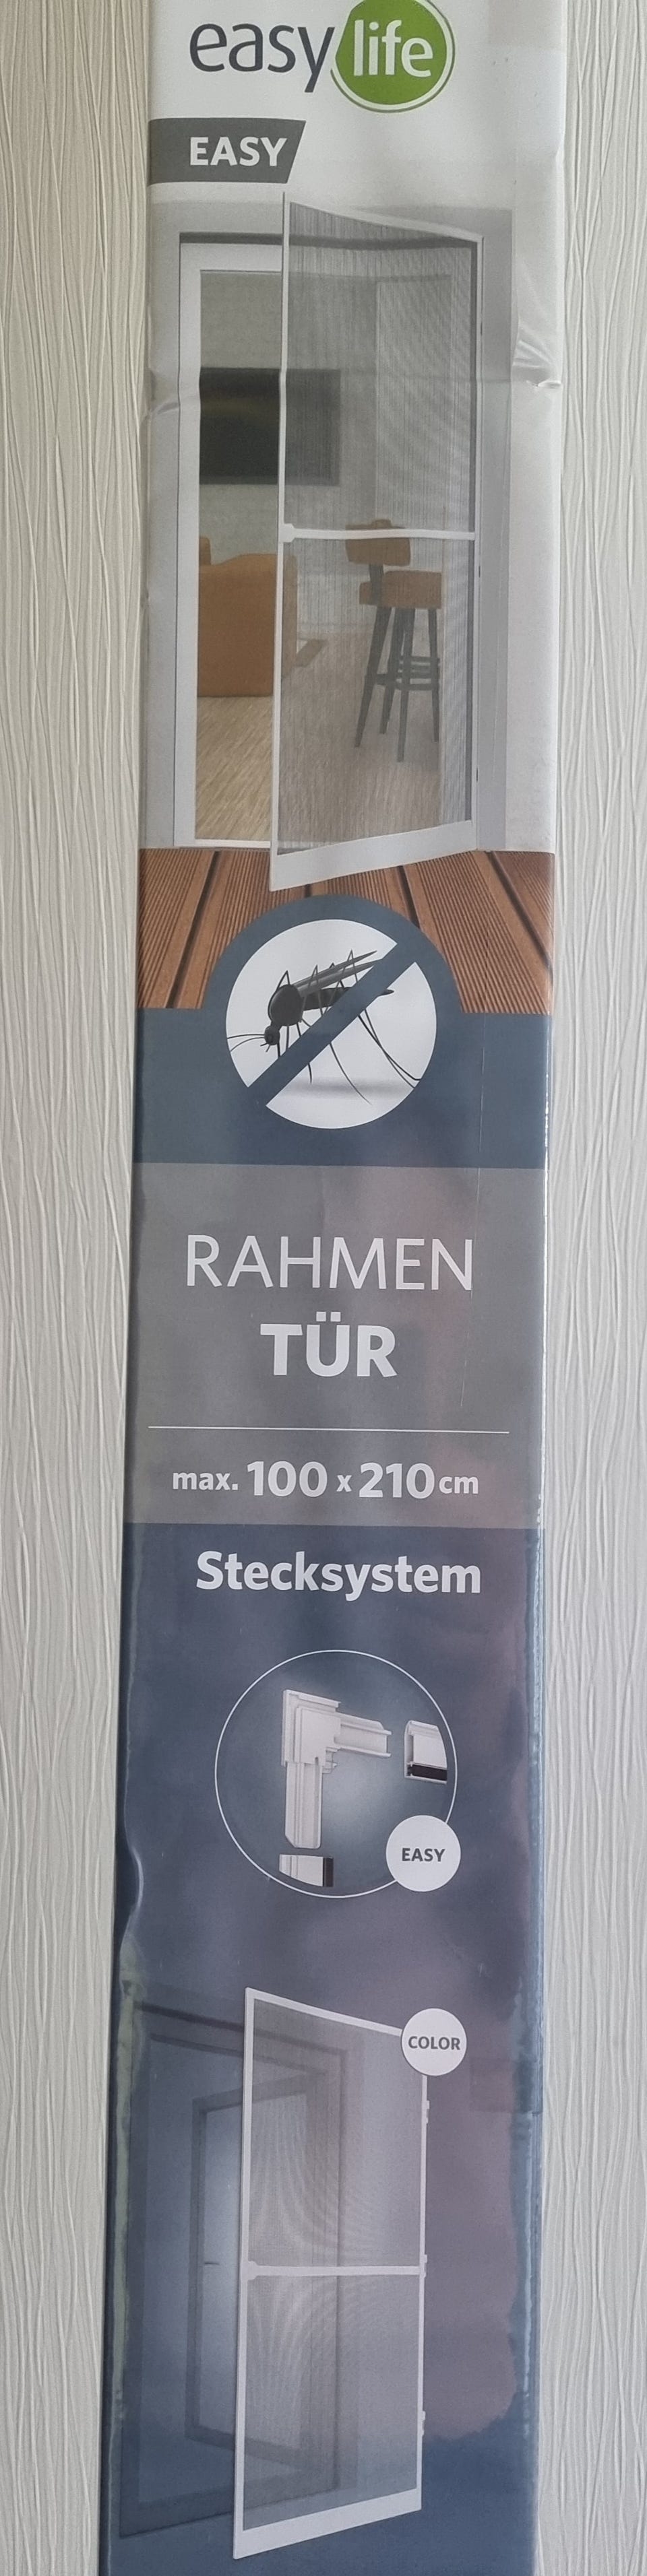 easy life
EASY
RAHMEN
TÜR
max. 100 x 210 cm
Stecksystem
EASY
COLOR